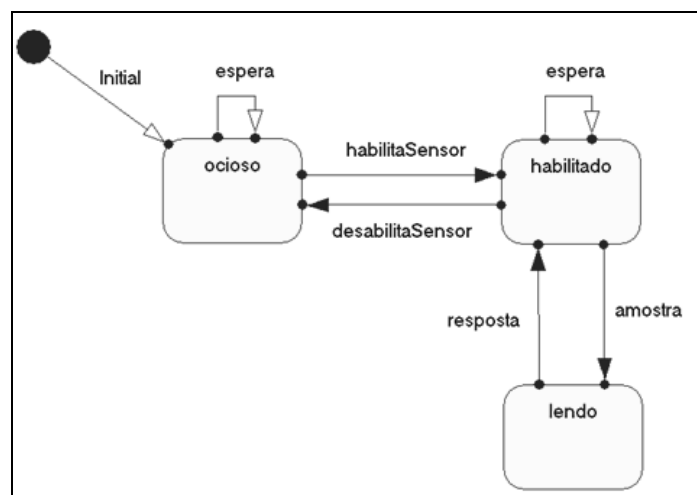 Initial
espera
espera
ocioso
habilitaSensor
habilitado
desabilitaSensor
resposta
amostra
lendo